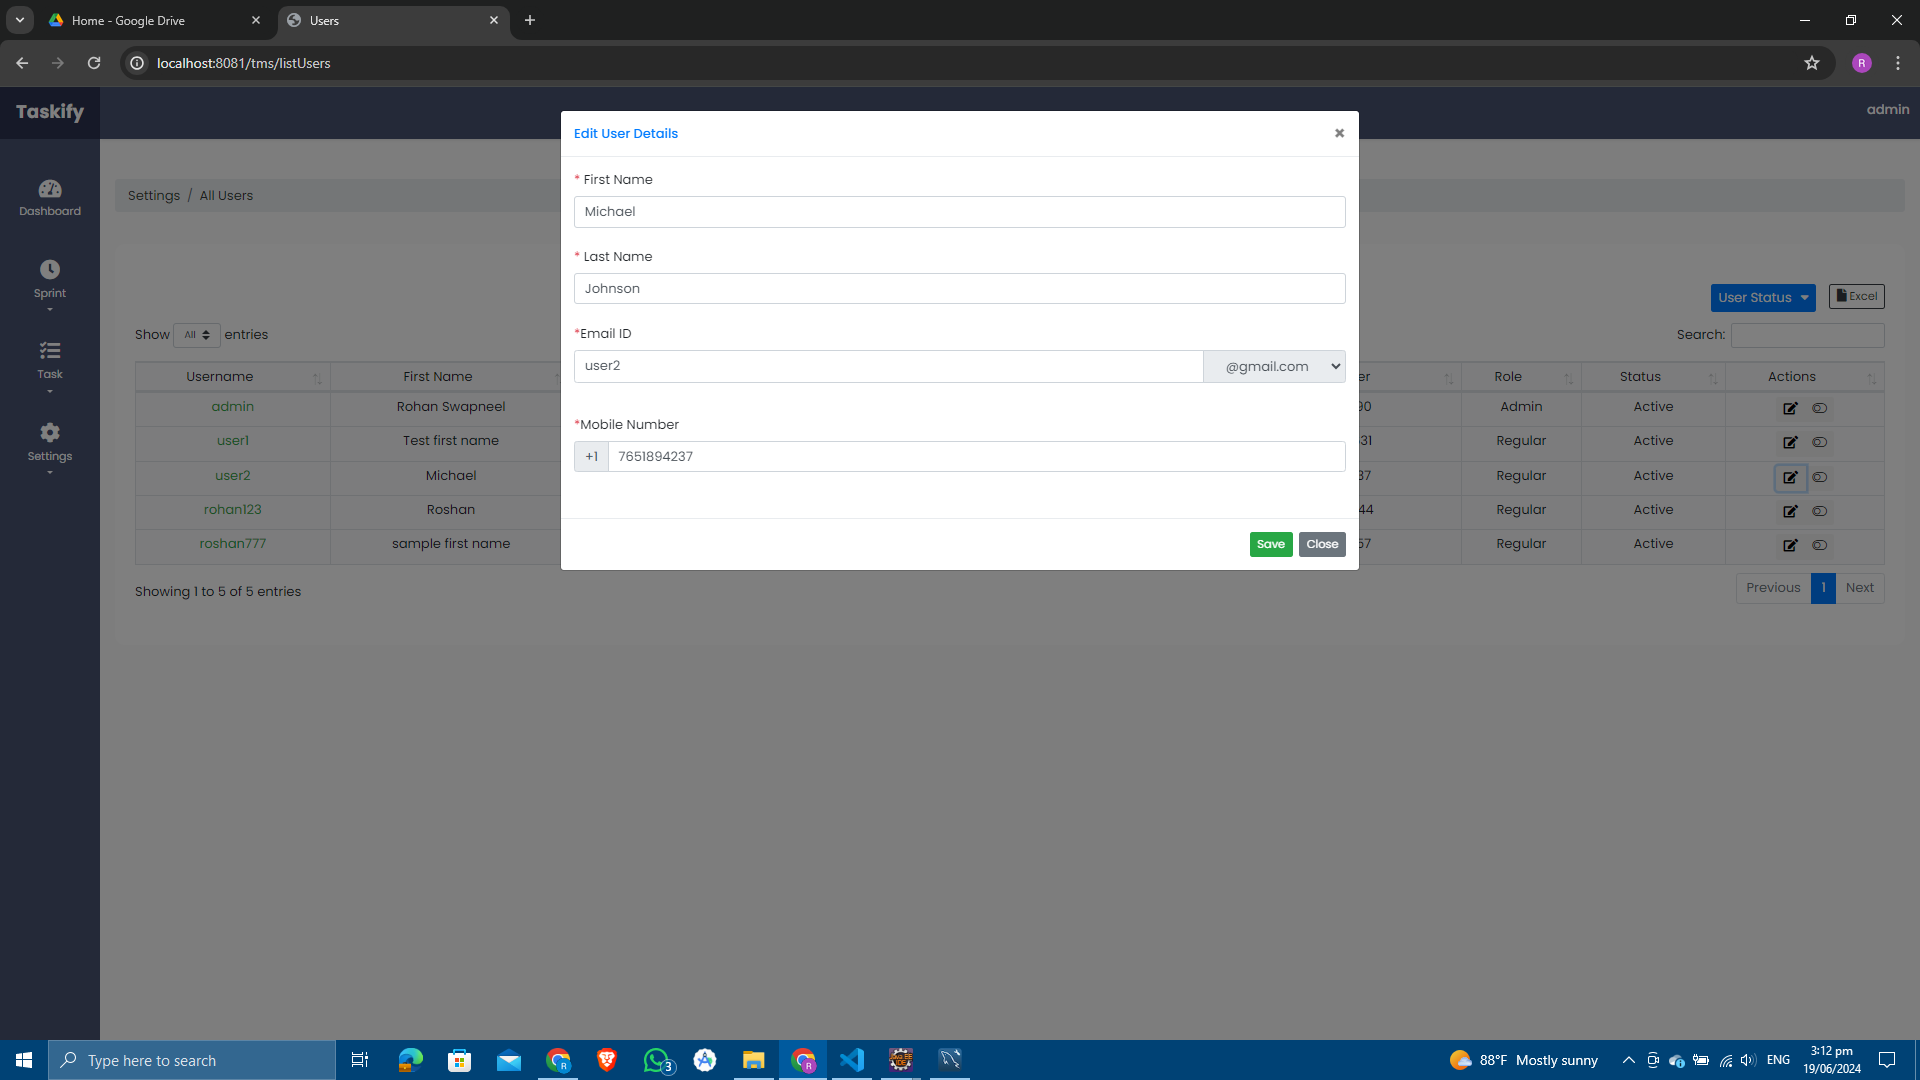 Home - Google Drive
Users
localhost:8081/tms/listUsers
R
Taskify
admin
Dashboard
Sprint
Task
Settings
Settings / All Users
User Status
Excel
Show All entries
Search:
Username First Name Role Status Actions
admin Rohan Swapneel 90 Admin Active
user1 Test first name 31 Regular Active
user2 Michael 37 Regular Active
rohan123 Roshan 44 Regular Active
roshan777 sample first name 57 Regular Active
Showing 1 to 5 of 5 entries
Previous 1 Next
Edit User Details
* First Name
Michael
* Last Name
Johnson
*Email ID
user2 @gmail.com
*Mobile Number
+1 7651894237
Save Close
Type here to search
3
88°F Mostly sunny
ENG
3:12 pm
19/06/2024